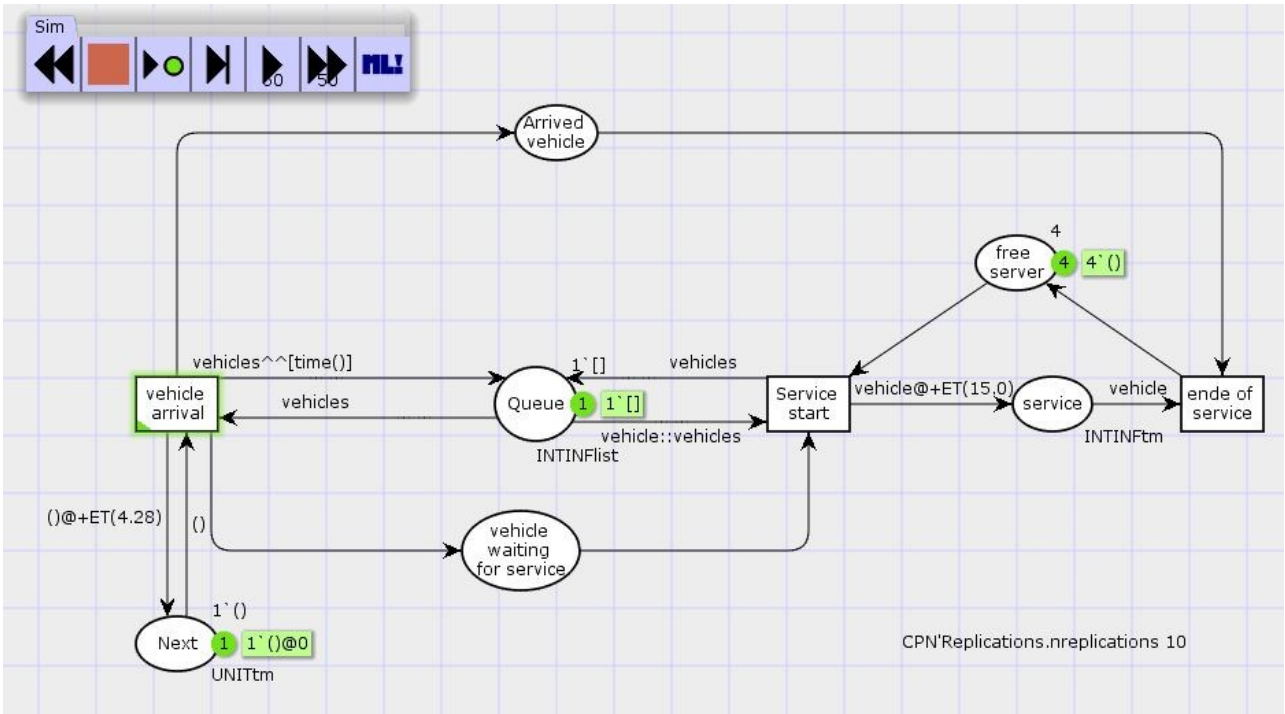 Sim
60
50
ML!
Arrived
vehicle
4
free
server
4
4`()
vehicles^^[time()]
1`[]
vehicles
vehicle
arrival
vehicles
Queue
1
1`[]
Service
start
vehicle@+ET(15.0)
service
vehicle
ende of
service
vehicle::vehicles
INTINFtm
INTINFlist
()@+ET(4.28)
()
vehicle
waiting
for service
1`()
Next
1
1`()@0
CPN'Replications.nreplications 10
UNITtm